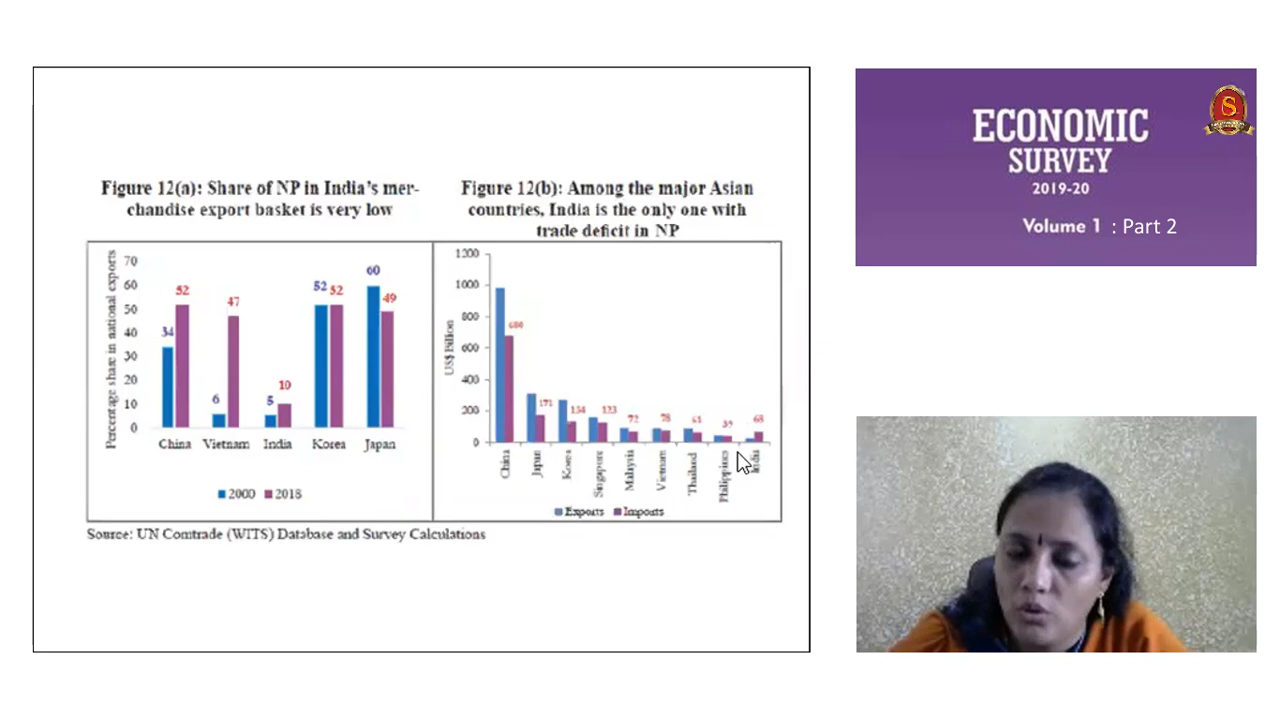 Figure 12(a): Share of NP in India's mer-
chandise export basket is very low
Figure 12(b): Among the major Asian
countries, India is the only one with
trade deficit in NP
Percentage share in national exports
70
60
50
40
30
20
10
0
34
52
6
47
5
10
52
52
60
49
China
Vietnam
India
Korea
Japan
2000
2018
US$ Billion
1200
1000
800
600
400
200
0
680
171
134
123
72
78
China
Japan
Korea
Singapore
Malaysia
Vietnam
Thailand
Philippines
India
Exports
Imports
Source: UN Comtrade (WITS) Database and Survey Calculations
ECONOMIC
SURVEY
2019-20
Volume 1 : Part 2
S